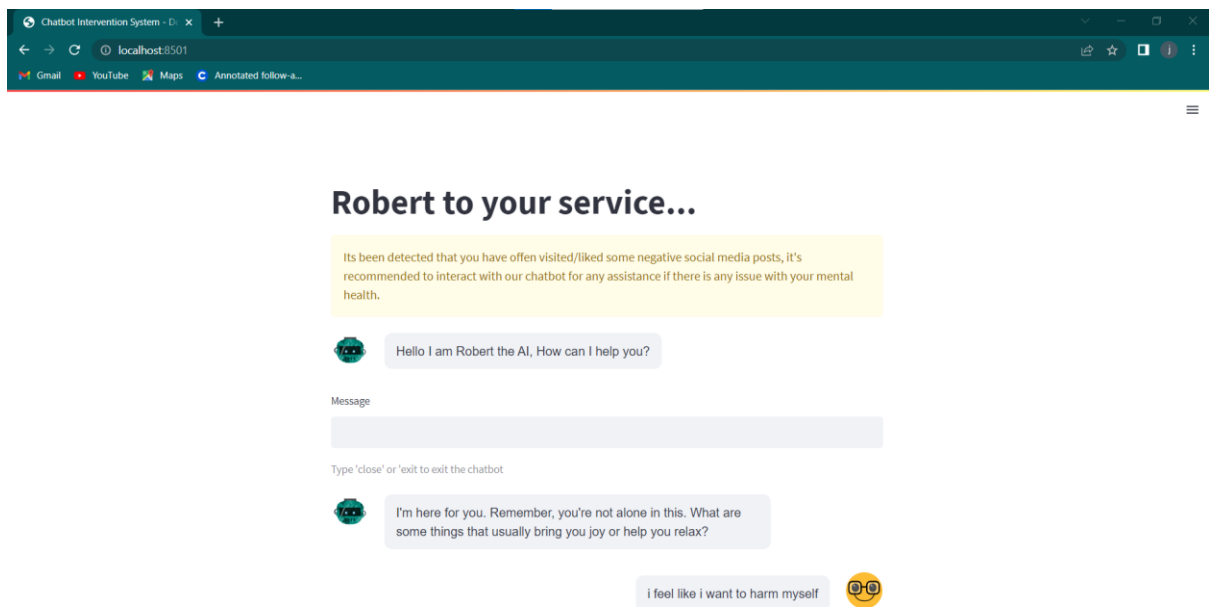 Chatbot Intervention System - De
localhost:8501
Gmail YouTube Maps Annotated follow-a...
Robert to your service...
Its been detected that you have offen visited/liked some negative social media posts, it's
recommended to interact with our chatbot for any assistance if there is any issue with your mental
health.
Hello I am Robert the AI, How can I help you?
Message
Type 'close' or 'exit to exit the chatbot
I'm here for you. Remember, you're not alone in this. What are
some things that usually bring you joy or help you relax?
i feel like i want to harm myself